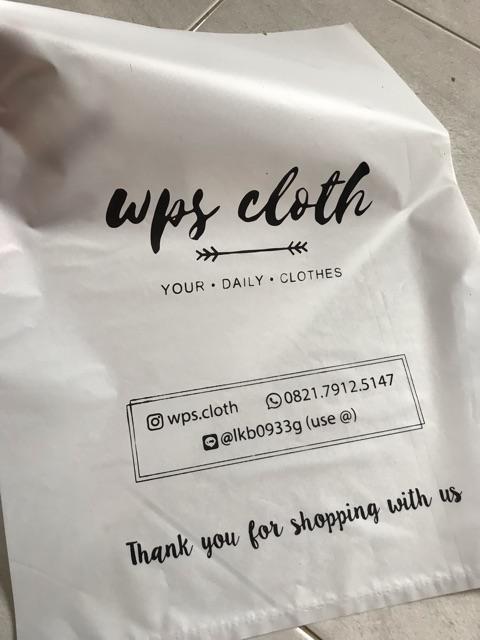 wps cloth
YOUR • DAILY • CLOTHES
wps.cloth 0821.7912.5147
@lkb0933g (use @)
Thank you for shopping with us